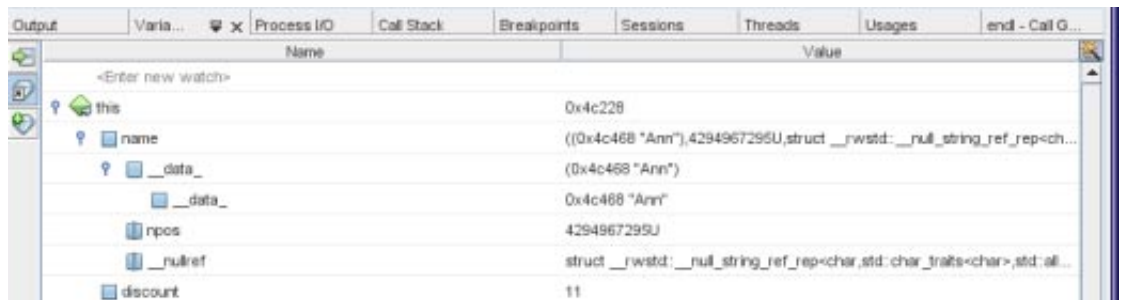 Output Varia... Process I/O Call Stack Breakpoints Sessions Threads Usages endl - Call G...
Name Value
<Enter new watch>
this 0x4c228
name ((0x4c468 "Ann"),4294967295U,struct __rwstd::__null_string_ref_rep<ch...
__data_ (0x4c468 "Ann")
__data_ 0x4c468 "Ann"
npos 4294967295U
__nullref struct __rwstd::__null_string_ref_rep<char,std::char_traits<char>,std::all...
discount 11